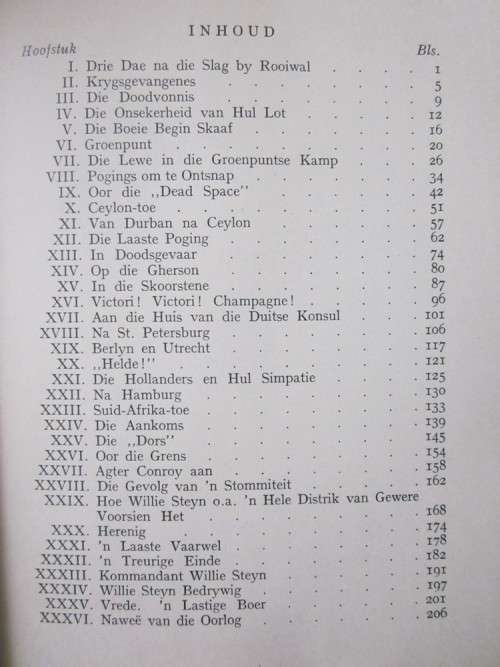 INHOUD
Hoofstuk Bls.
I. Drie Dae na die Slag by Rooiwal . . . . 1
II. Krygsgevangenes . . . . . . . 5
III. Die Doodvonnis . . . . . . . 9
IV. Die Onsekerheid van Hul Lot . . . . . 12
V. Die Boeie Begin Skaaf . . . . . . 16
VI. Groenpunt . . . . . . . . 20
VII. Die Lewe in die Groenpuntse Kamp . . . . 26
VIII. Pogings om te Ontsnap . . . . . . 34
IX. Oor die ,,Dead Space" . . . . . . 42
X. Ceylon-toe . . . . . . . . 51
XI. Van Durban na Ceylon . . . . . . 57
XII. Die Laaste Poging . . . . . . . 62
XIII. In Doodsgevaar . . . . . . . 74
XIV. Op die Gherson . . . . . . . 80
XV. In die Skoorstene . . . . . . . 87
XVI. Victori! Victori! Champagne! . . . . . 96
XVII. Aan die Huis van die Duitse Konsul . . . . 101
XVIII. Na St. Petersburg . . . . . . . 106
XIX. Berlyn en Utrecht . . . . . . . 117
XX. ,,Helde!" . . . . . . . . 121
XXI. Die Hollanders en Hul Simpatie . . . . 125
XXII. Na Hamburg . . . . . . . 130
XXIII. Suid-Afrika-toe . . . . . . . 133
XXIV. Die Aankoms . . . . . . . 139
XXV. Die ,,Dors" . . . . . . . . 145
XXVI. Oor die Grens . . . . . . . 154
XXVII. Agter Conroy aan . . . . . . . 158
XXVIII. Die Gevolg van 'n Stommiteit . . . . . 162
XXIX. Hoe Willie Steyn o.a. 'n Hele Distrik van Gewere
Voorsien Het . . . . . . . 168
XXX. Herenig . . . . . . . . 174
XXXI. 'n Laaste Vaarwel . . . . . . . 178
XXXII. 'n Treurige Einde . . . . . . . 182
XXXIII. Kommandant Willie Steyn . . . . . 191
XXXIV. Willie Steyn Bedrywig . . . . . . 197
XXXV. Vrede. 'n Lastige Boer . . . . . . 201
XXXVI. Naweë van die Oorlog . . . . . . 206